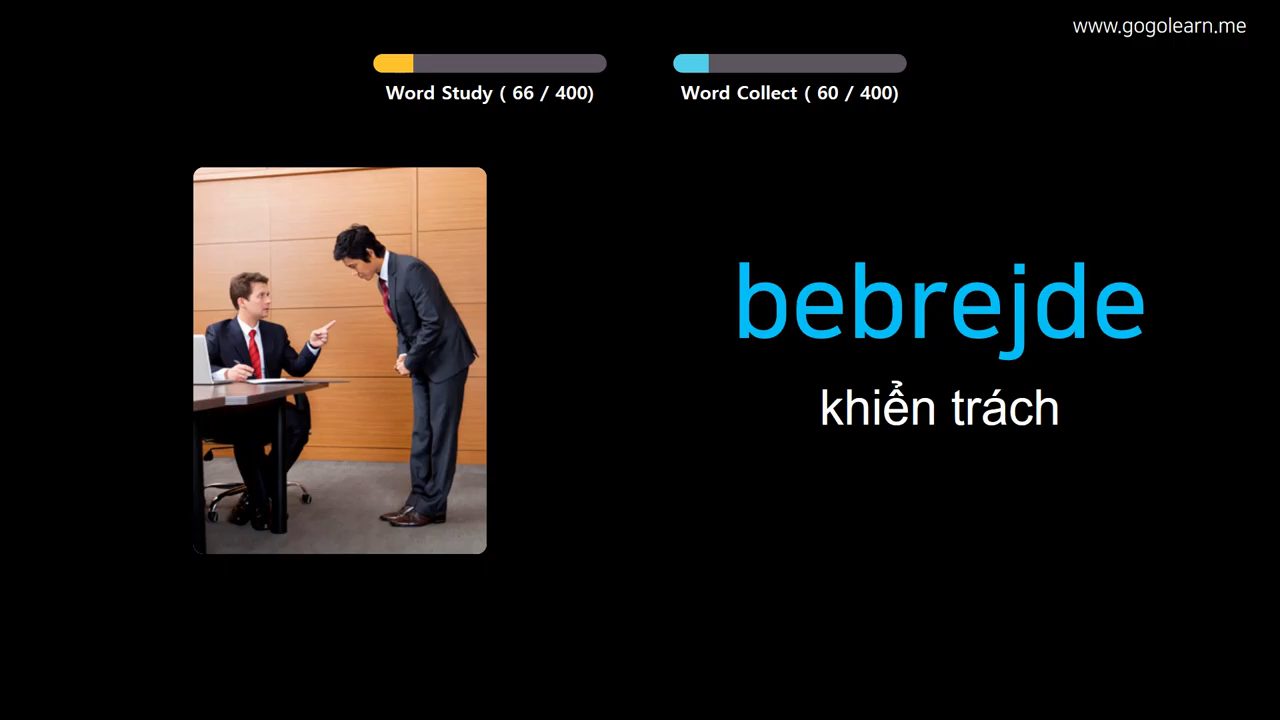 www.gogolearn.me
Word Study ( 66 / 400)
Word Collect ( 60 / 400)
bebrejde
khiển trách